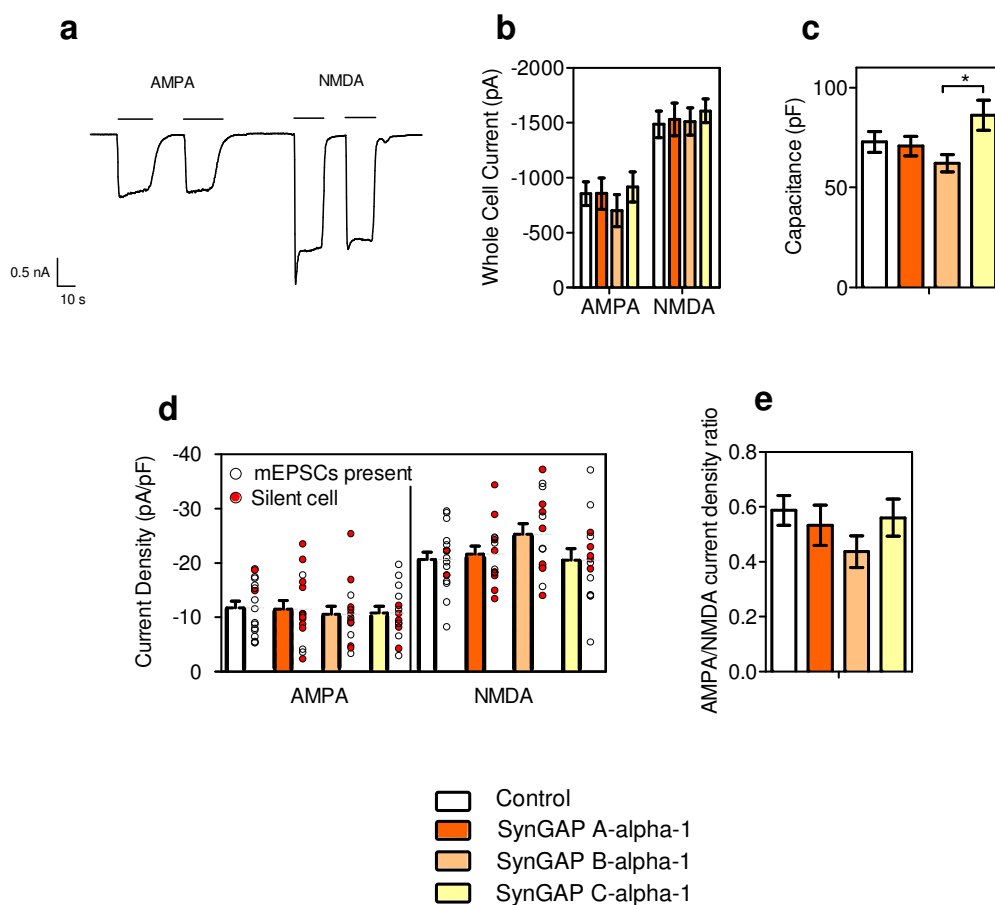 a
AMPA
NMDA
0.5 nA
10 s
b
Whole Cell Current (pA)
-2000
-1500
-1000
-500
0
AMPA
NMDA
c
Capacitance (pF)
100
50
0
*
d
Current Density (pA/pF)
-40
-30
-20
-10
0
mEPSCs present
Silent cell
AMPA
NMDA
e
AMPA/NMDA current density ratio
0.8
0.6
0.4
0.2
0.0
Control
SynGAP A-alpha-1
SynGAP B-alpha-1
SynGAP C-alpha-1